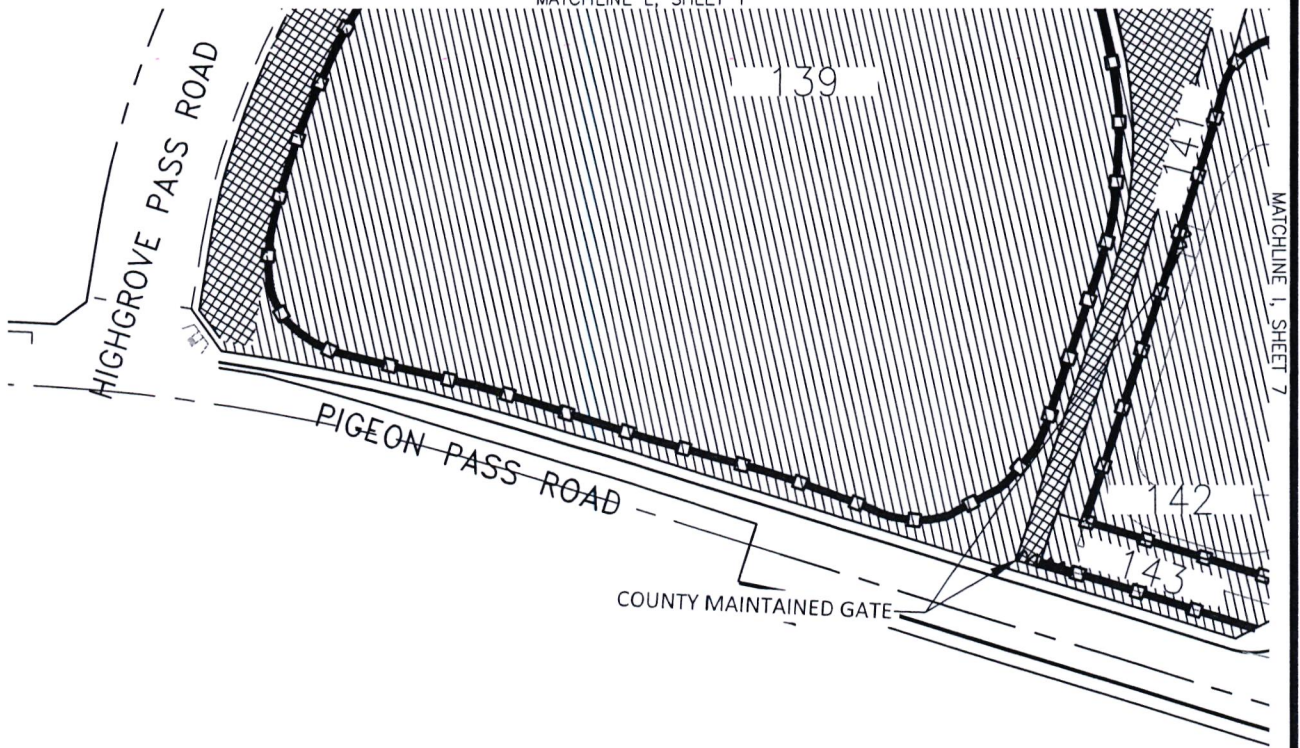 139
HIGHGROVE PASS ROAD
141
MATCHLINE I, SHEET 7
PIGEON PASS ROAD
142
143
COUNTY MAINTAINED GATE